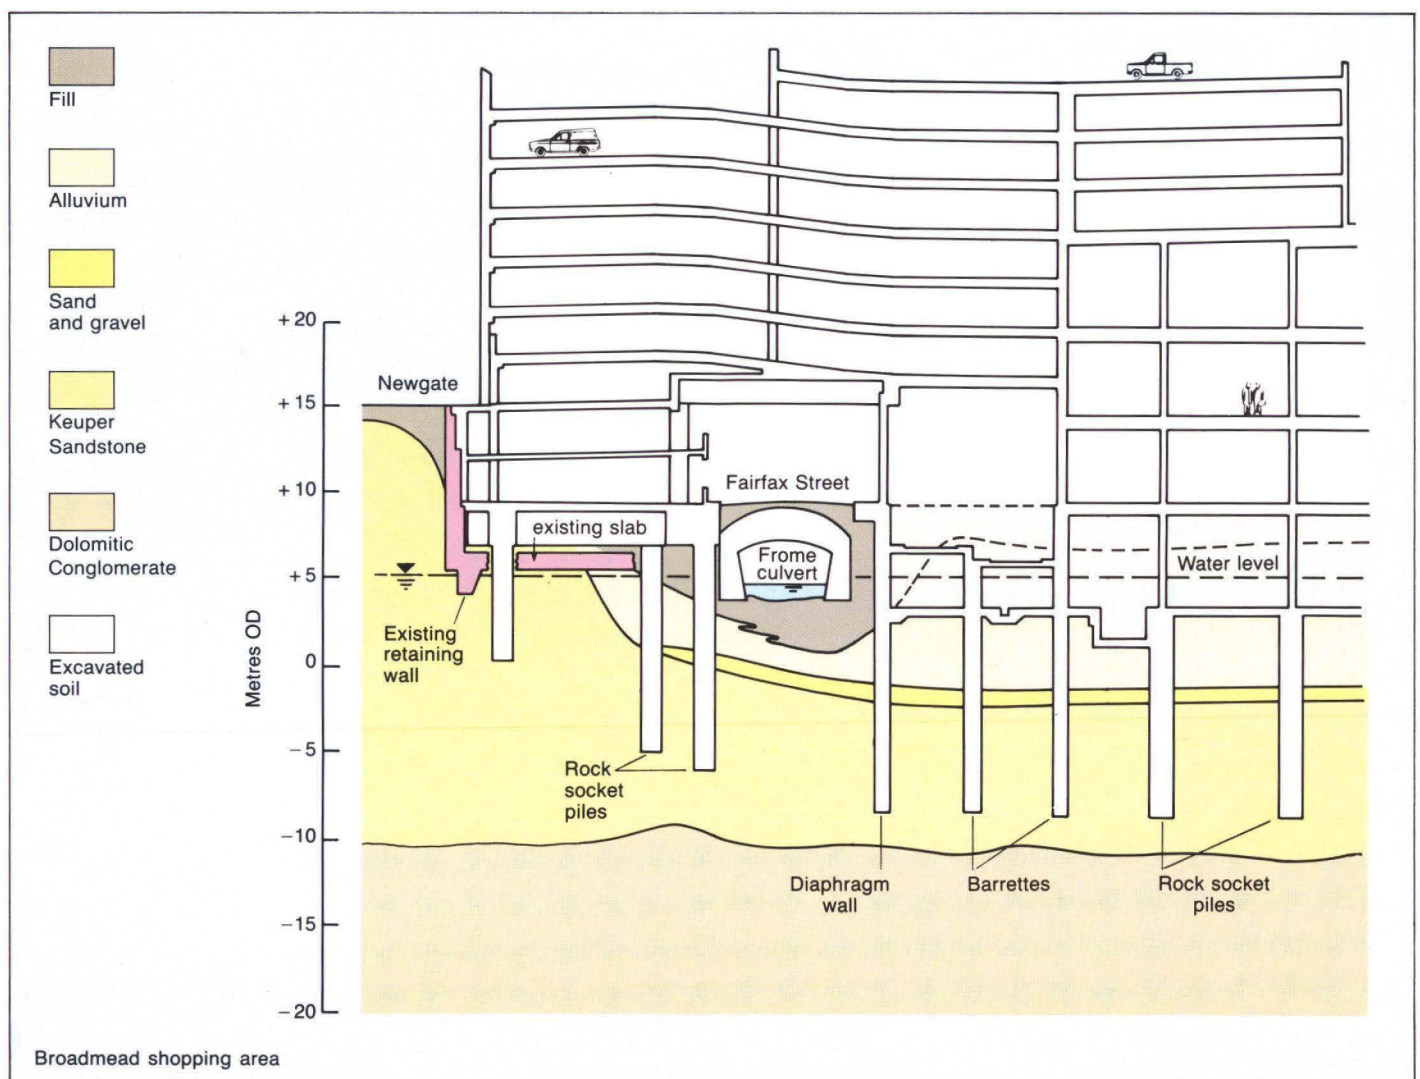 Fill
Alluvium
Sand
and gravel
Keuper
Sandstone
Dolomitic
Conglomerate
Excavated
soil
Metres OD
+20
+15
+10
+5
0
−5
−10
−15
−20
Newgate
existing slab
Fairfax Street
Frome
culvert
Water level
Existing
retaining
wall
Rock
socket
piles
Diaphragm
wall
Barrettes
Rock socket
piles
Broadmead shopping area